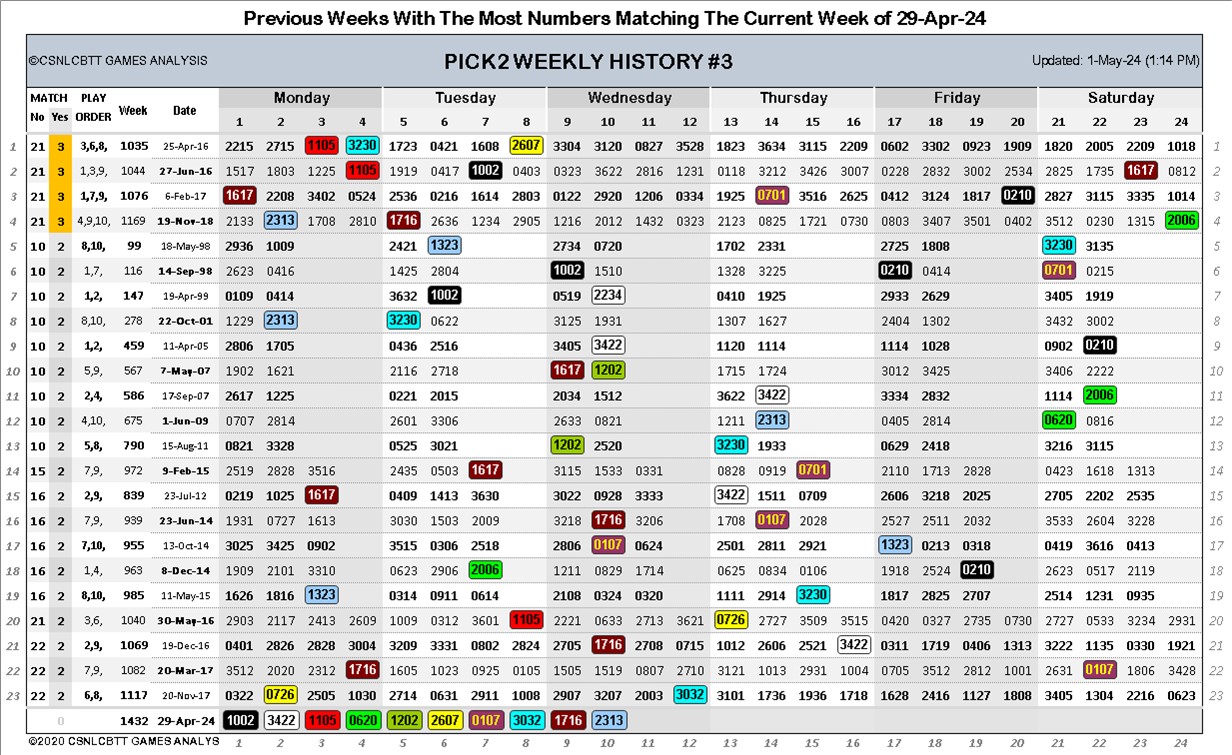 Previous Weeks With The Most Numbers Matching The Current Week of 29-Apr-24
©CSNLCBTT GAMES ANALYSIS PICK2 WEEKLY HISTORY #3 Updated: 1-May-24 (1:14 PM)
MATCH PLAY Week Date Monday Tuesday Wednesday Thursday Friday Saturday
No Yes ORDER 1 2 3 4 5 6 7 8 9 10 11 12 13 14 15 16 17 18 19 20 21 22 23 24
1 21 3 3,6,8, 1035 25-Apr-16 2215 2715 1105 3230 1723 0421 1608 2607 3304 3120 0827 3528 1823 3634 3115 2209 0602 3302 0923 1909 1820 2005 2209 1018 1
2 21 3 1,3,9, 1044 27-Jun-16 1517 1803 1225 1105 1919 0417 1002 0403 0323 3622 2816 1231 0118 3212 3426 3007 0228 2832 3002 2534 2825 1735 1617 0812 2
3 21 3 1,7,9, 1076 6-Feb-17 1617 2208 3402 0524 2536 0216 1614 2803 0122 2920 1206 0334 1925 0701 3516 2625 0412 3124 1817 0210 2827 3115 3335 1014 3
4 21 3 4,9,10, 1169 19-Nov-18 2133 2313 1708 2810 1716 2636 1234 2905 1216 2012 1432 0323 2123 0825 1721 0730 0803 3407 3501 0402 3512 0230 1315 2006 4
5 10 2 8,10, 99 18-May-98 2936 1009 2421 1323 2734 0720 1702 2331 2725 1808 3230 3135 5
6 10 2 1,7, 116 14-Sep-98 2623 0416 1425 2804 1002 1510 1328 3225 0210 0414 0701 0215 6
7 10 2 1,2, 147 19-Apr-99 0109 0414 3632 1002 0519 2234 0410 1925 2933 2629 3405 1919 7
8 10 2 8,10, 278 22-Oct-01 1229 2313 3230 0622 3125 1931 1307 1627 2404 1302 3432 3002 8
9 10 2 1,2, 459 11-Apr-05 2806 1705 0436 2516 3405 3422 1120 1114 1114 1028 0902 0210 9
10 10 2 5,9, 567 7-May-07 1902 1621 2116 2718 1617 1202 1715 1724 3012 3425 3406 2222 10
11 10 2 2,4, 586 17-Sep-07 2617 1225 0221 2015 2034 1512 3622 3422 3334 2832 1114 2006 11
12 10 2 4,10, 675 1-Jun-09 0707 2814 2601 3306 2633 0821 1211 2313 0405 2814 0620 0816 12
13 10 2 5,8, 790 15-Aug-11 0821 3328 0525 3021 1202 2520 3230 1933 0629 2418 3216 3115 13
14 15 2 7,9, 972 9-Feb-15 2519 2828 3516 2435 0503 1617 3115 1533 0331 0828 0919 0701 2110 1713 2828 0423 1618 2313 14
15 16 2 2,9, 839 23-Jul-12 0219 1025 1617 0409 1413 3630 3022 0928 3333 3422 1511 0709 2606 3218 2025 2705 2202 2535 15
16 16 2 7,9, 939 23-Jun-14 1931 0727 1613 3030 1503 2009 3218 1716 3206 1708 0107 2028 2527 2511 2032 3533 2604 3228 16
17 16 2 7,10, 955 13-Oct-14 3025 3425 0902 3515 0306 2518 2806 0107 0624 2501 2811 2921 1323 0213 0318 0419 3616 0413 17
18 16 2 1,4, 963 8-Dec-14 1909 2101 3310 0623 2906 2006 1211 0829 1714 0625 0834 0106 1918 2524 0210 2623 0517 2119 18
19 16 2 8,10, 985 11-May-15 1626 1816 1323 0314 0911 0614 2108 0324 0320 1111 2914 3230 1817 2825 2707 2514 1231 0935 19
20 21 2 3,6, 1040 30-May-16 2903 2117 2413 2609 1009 0312 3601 1105 2221 0633 2713 3621 0726 2727 3509 3515 0420 0327 2735 0730 2727 0533 3234 2931 20
21 22 2 2,9, 1069 19-Dec-16 0401 2826 2828 3004 3209 3331 0802 2824 2705 1716 2708 0715 1012 2606 2521 3422 0311 1719 0406 1313 3222 1135 0330 1921 21
22 22 2 7,9, 1082 20-Mar-17 3512 2020 2312 1716 1605 1023 0925 0105 1505 1519 0807 2710 3121 1013 2931 1004 0705 3512 2812 1001 2631 0107 1806 3428 22
23 22 2 6,8, 1117 20-Nov-17 0322 0726 2505 1030 2714 0631 2911 1008 2907 3207 2003 3032 3101 1736 1936 1718 1628 2416 1127 1808 3405 1304 2216 0623 23
0 1432 29-Apr-24 1002 3422 1105 0620 1202 2607 0107 3032 1716 2313
©2020 CSNLCBTT GAMES ANALYS 1 2 3 4 5 6 7 8 9 10 11 12 13 14 15 16 17 18 19 20 21 22 23 24